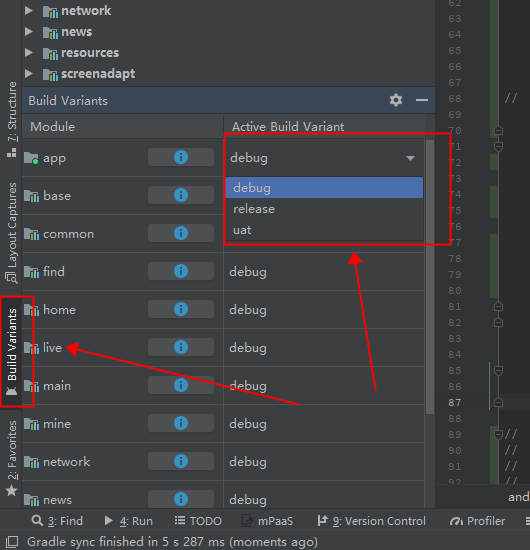 network
news
resources
screenadapt
Build Variants
Module
Active Build Variant
app
debug
debug
release
uat
base
common
find
debug
home
debug
live
debug
main
debug
mine
debug
network
debug
news
debug
7: Structure
Layout Captures
Build Variants
2: Favorites
62
63
64
65
66
67
68
//
69
70
71
72
73
74
75
76
77
78
79
80
81
82
83
84
85
86
87
88
89
//
90
//
91
//
92
//
and
3: Find
4: Run
TODO
mPaaS
9: Version Control
Profiler
Gradle sync finished in 5 s 287 ms (moments ago)